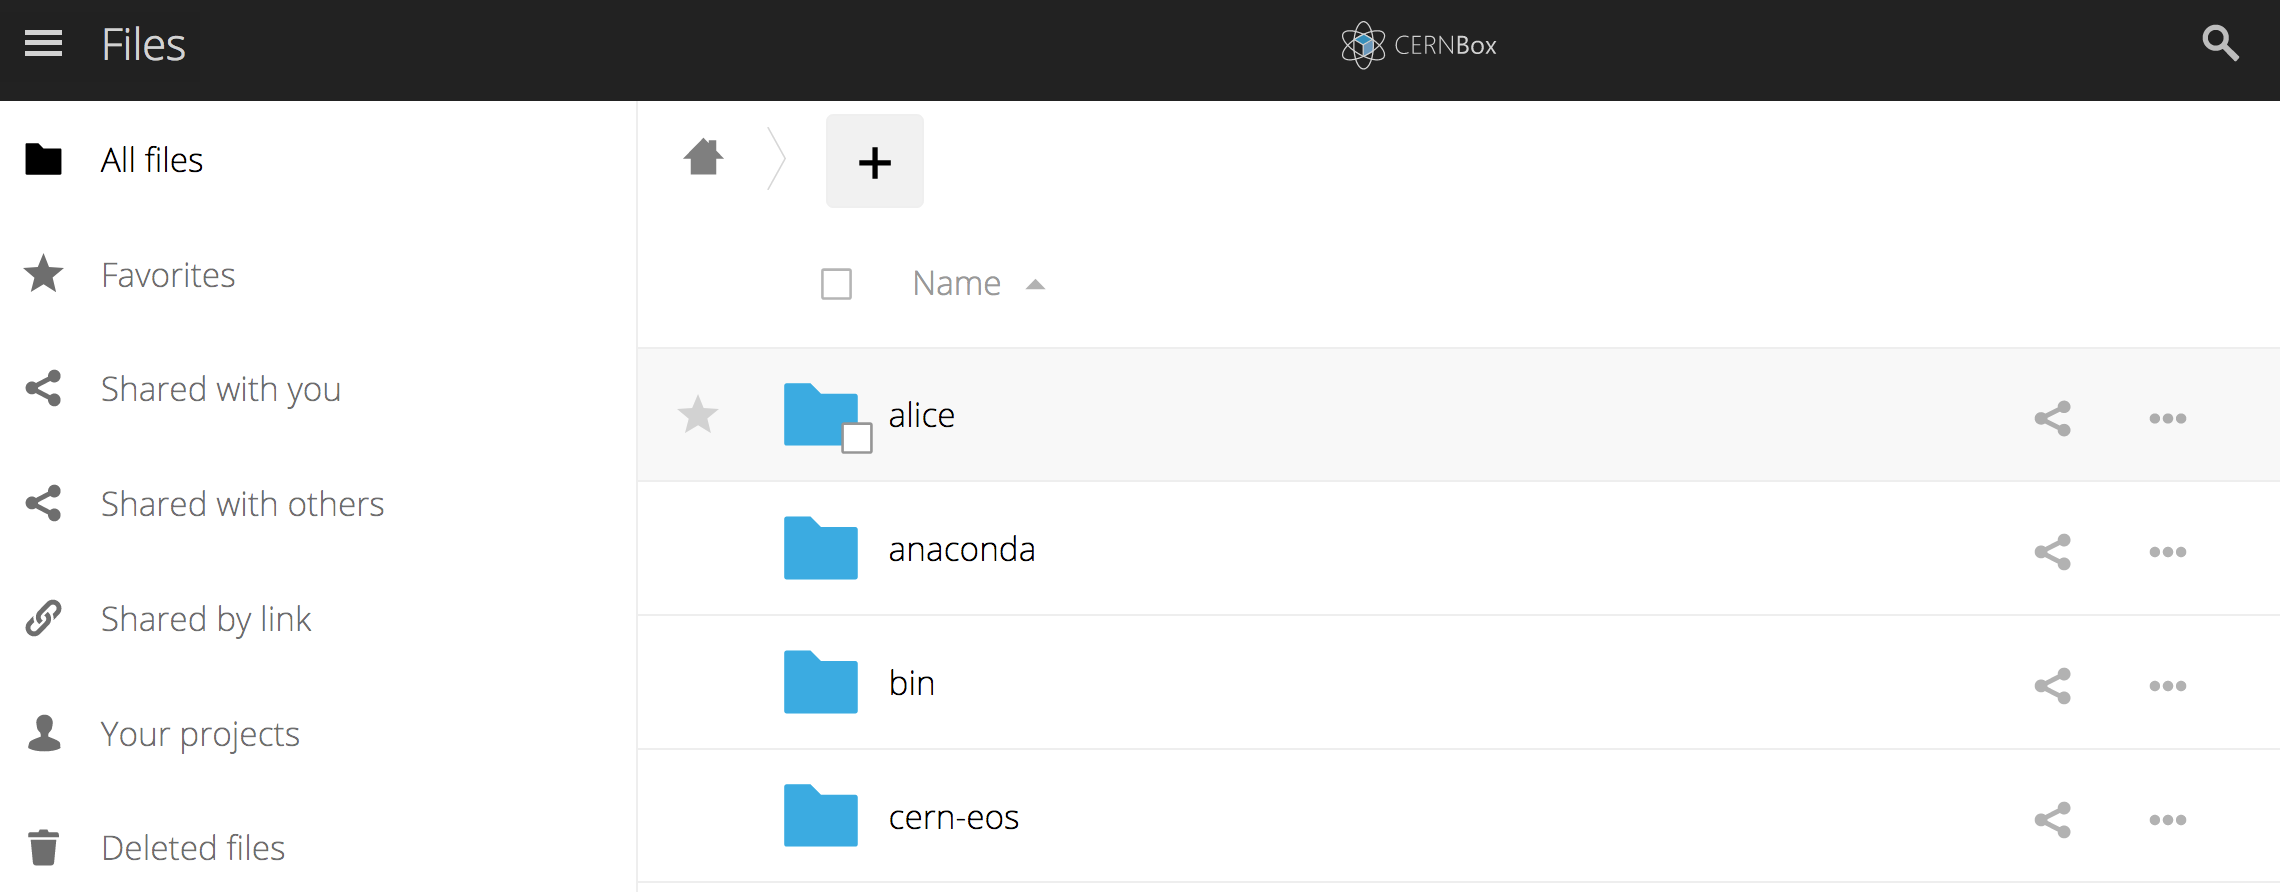 Files
CERNBox
All files
Favorites
Shared with you
Shared with others
Shared by link
Your projects
Deleted files
Name
alice
anaconda
bin
cern-eos